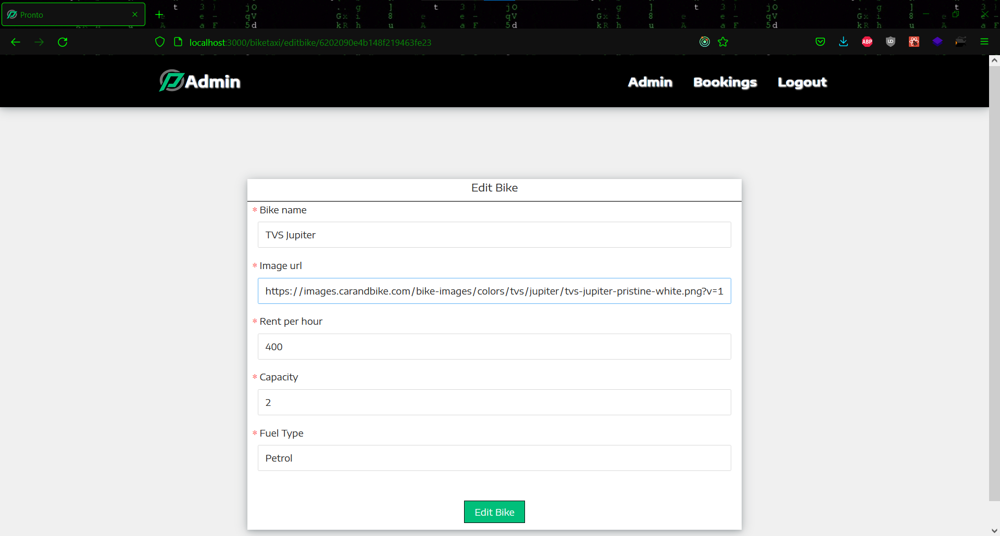 Pronto
localhost:3000/biketaxi/editbike/6202090e4b148f219463fe23
ABP
Admin
Admin
Bookings
Logout
Edit Bike
* Bike name
TVS Jupiter
* Image url
https://images.carandbike.com/bike-images/colors/tvs/jupiter/tvs-jupiter-pristine-white.png?v=1
* Rent per hour
400
* Capacity
2
* Fuel Type
Petrol
Edit Bike